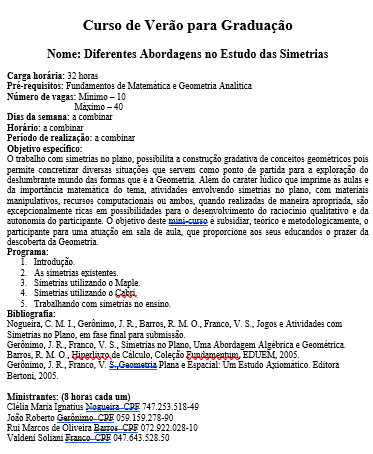 Curso de Verão para Graduação
Nome: Diferentes Abordagens no Estudo das Simetrias
Carga horária: 32 horas
Pré-requisitos: Fundamentos de Matemática e Geometria Analítica
Número de vagas: Mínimo – 10
Máximo – 40
Dias da semana: a combinar
Horário: a combinar
Período de realização: a combinar
Objetivo específico:
O trabalho com simetrias no plano, possibilita a construção gradativa de conceitos geométricos pois
permite concretizar diversas situações que servem como ponto de partida para a exploração do
deslumbrante mundo das formas que é a Geometria. Além do caráter lúdico que imprime às aulas e
da importância matemática do tema, atividades envolvendo simetrias no plano, com materiais
manipulativos, recursos computacionais ou ambos, quando realizadas de maneira apropriada, são
excepcionalmente ricas em possibilidades para o desenvolvimento do raciocínio qualitativo e da
autonomia do participante. O objetivo deste mini-curso é subsidiar, teórico e metodologicamente, o
participante para uma atuação em sala de aula, que proporcione aos seus educandos o prazer da
descoberta da Geometria.
Programa:
1. Introdução.
2. As simetrias existentes.
3. Simetrias utilizando o Maple.
4. Simetrias utilizando o Cabri.
5. Trabalhando com simetrias no ensino.
Bibliografia:
Nogueira, C. M. I., Gerônimo, J. R., Barros, R. M. O., Franco, V. S., Jogos e Atividades com
Simetrias no Plano, em fase final para submissão.
Gerônimo, J. R., Franco, V. S., Simetrias no Plano, Uma Abordagem Algébrica e Geométrica.
Barros, R. M. O., Hiperlivro de Cálculo, Coleção Fundamentum, EDUEM, 2005.
Gerônimo, J. R., Franco, V. S.,Geometria Plana e Espacial: Um Estudo Axiomático. Editora
Bertoni, 2005.
Ministrantes: (8 horas cada um)
Clélia Maria Ignatius Nogueira CPF 747.253.518-49
João Roberto Gerônimo CPF 059.159.278-90
Rui Marcos de Oliveira Barros CPF 072.922.028-10
Valdeni Soliani Franco CPF 047.643.528.50